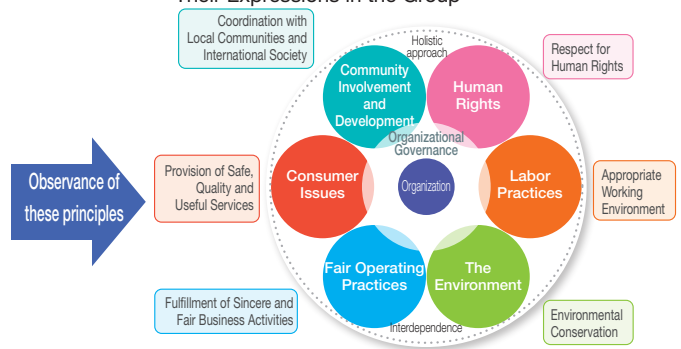 Their Expressions in the Group
Coordination with
Local Communities and
International Society
Holistic
approach
Respect for
Human Rights
Community
Involvement
and
Development
Human
Rights
Organizational
Governance
Observance of
these principles
Provision of Safe,
Quality and
Useful Services
Consumer
Issues
Organization
Labor
Practices
Appropriate
Working
Environment
Fair Operating
Practices
The
Environment
Fulfillment of Sincere and
Fair Business Activities
Interdependence
Environmental
Conservation